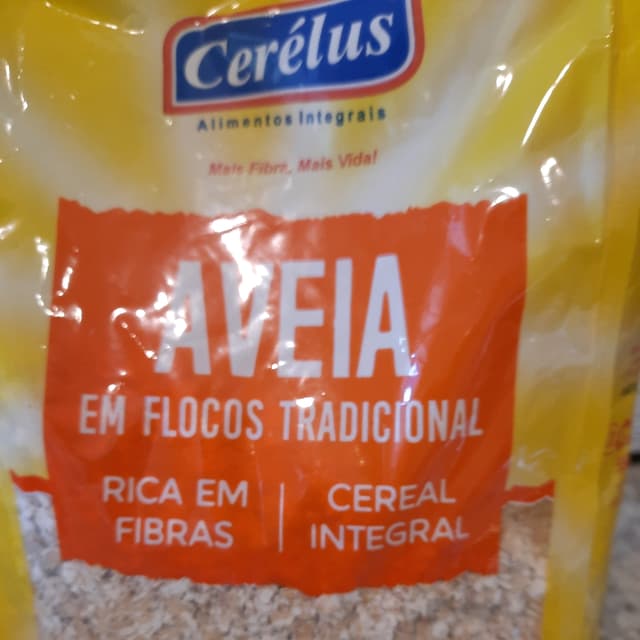 Cerélus
Alimentos Integrais
Mais Fibra, Mais Vida!
AVEIA
EM FLOCOS TRADICIONAL
RICA EM
FIBRAS
CEREAL
INTEGRAL